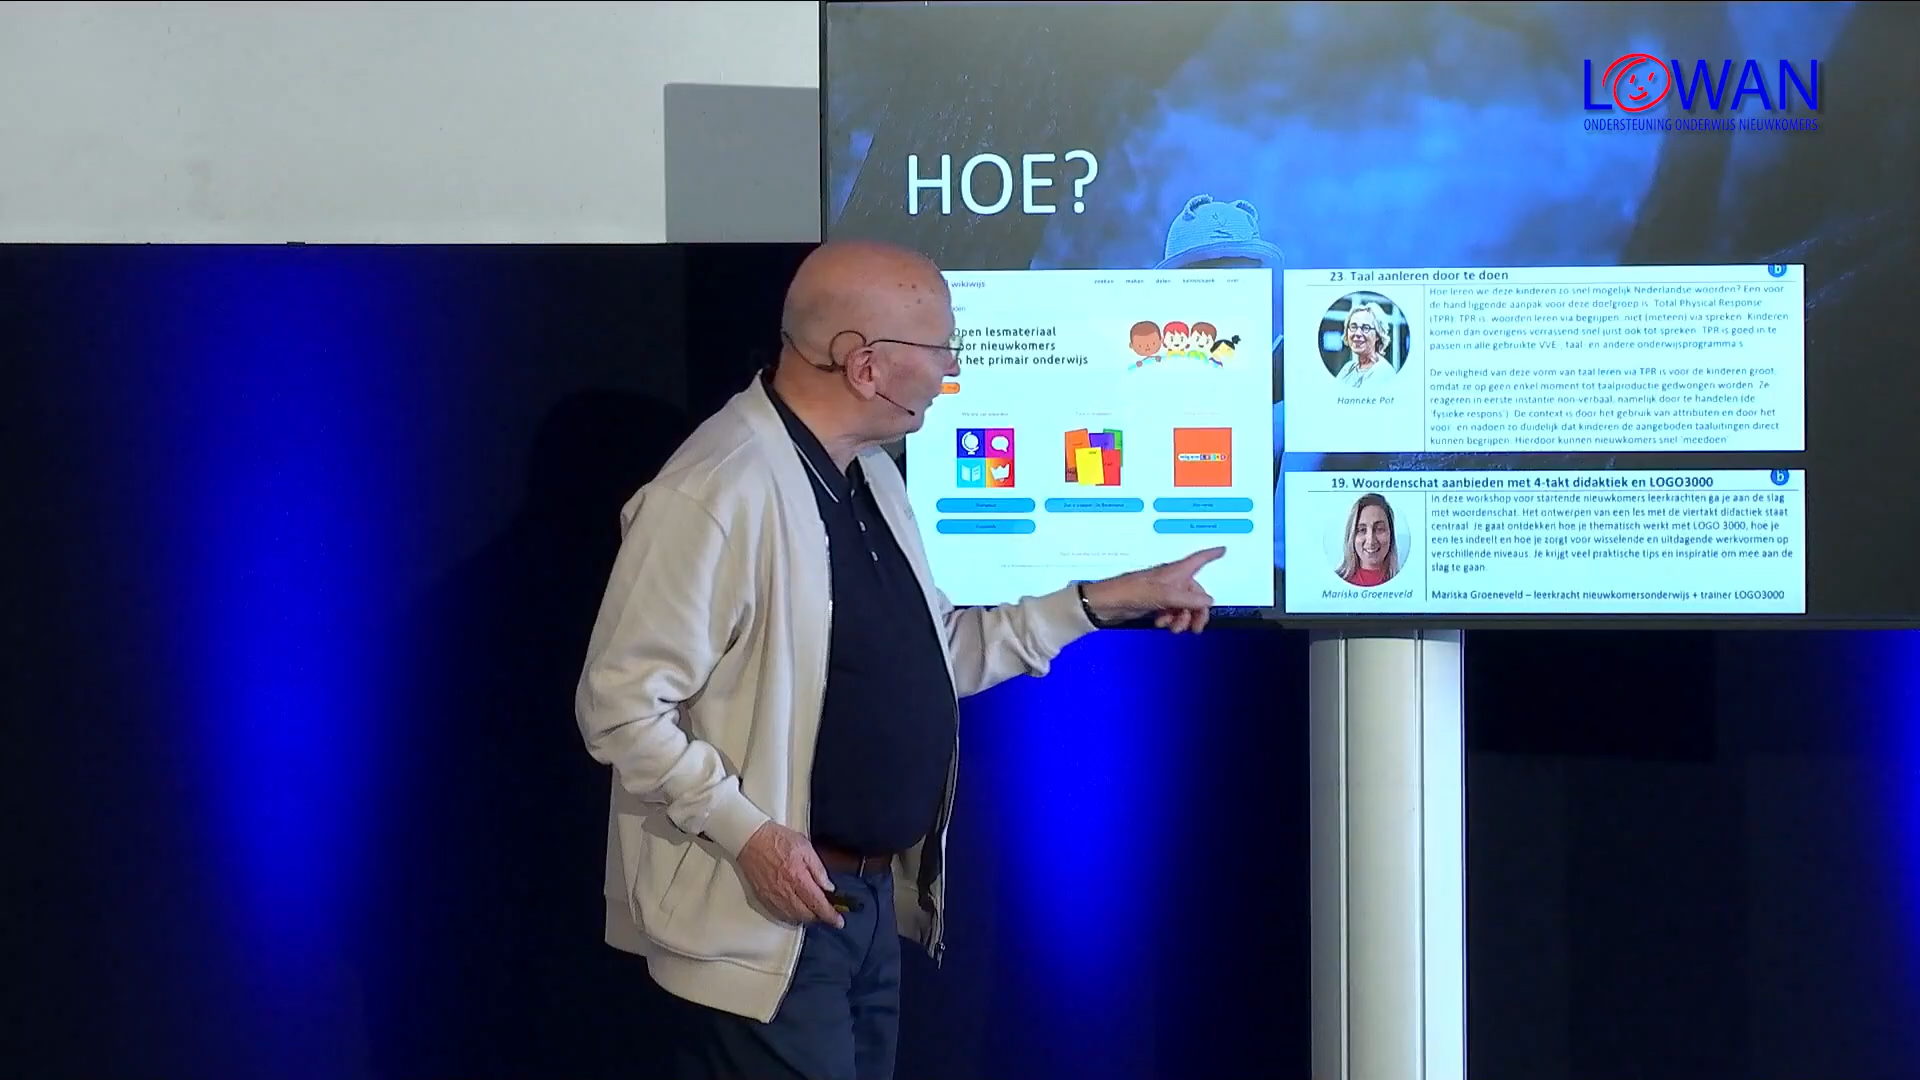 LOWAN
ONDERSTEUNING ONDERWIJS NIEUWKOMERS
HOE?
wikiwijs
zoeken maken delen kennisbank over
Open lesmateriaal
oor nieuwkomers
n het primair onderwijs
23. Taal aanleren door te doen
Hoe leren we deze kinderen zo snel mogelijk Nederlandse woorden? Een voor
de hand liggende aanpak voor deze doelgroep is Total Physical Response
(TPR). TPR is woorden leren via begrijpen, niet (meteen) via spreken. Kinderen
komen dan overigens verrassend snel juist ook tot spreken. TPR is goed in te
passen in alle gebruikte VVE-, taal- en andere onderwijsprogramma's.
De veiligheid van deze vorm van taal leren via TPR is voor de kinderen groot,
omdat ze op geen enkel moment tot taalproductie gedwongen worden. Ze
reageren in eerste instantie non-verbaal, namelijk door te handelen (de
'fysieke respons'). De context is door het gebruik van attributen en door het
voor- en nadoen zo duidelijk dat kinderen de aangeboden taaluitingen direct
kunnen begrijpen. Hierdoor kunnen nieuwkomers snel 'meedoen'.
Hanneke Pot
19. Woordenschat aanbieden met 4-takt didaktiek en LOGO3000
In deze workshop voor startende nieuwkomers leerkrachten ga je aan de slag
met woordenschat. Het ontwerpen van een les met de viertakt didactiek staat
centraal. Je gaat ontdekken hoe je thematisch werkt met LOGO 3000, hoe je
een les indeelt en hoe je zorgt voor wisselende en uitdagende werkvormen op
verschillende niveaus. Je krijgt veel praktische tips en inspiratie om mee aan de
slag te gaan.
Mariska Groeneveld
Mariska Groeneveld – leerkracht nieuwkomersonderwijs + trainer LOGO3000